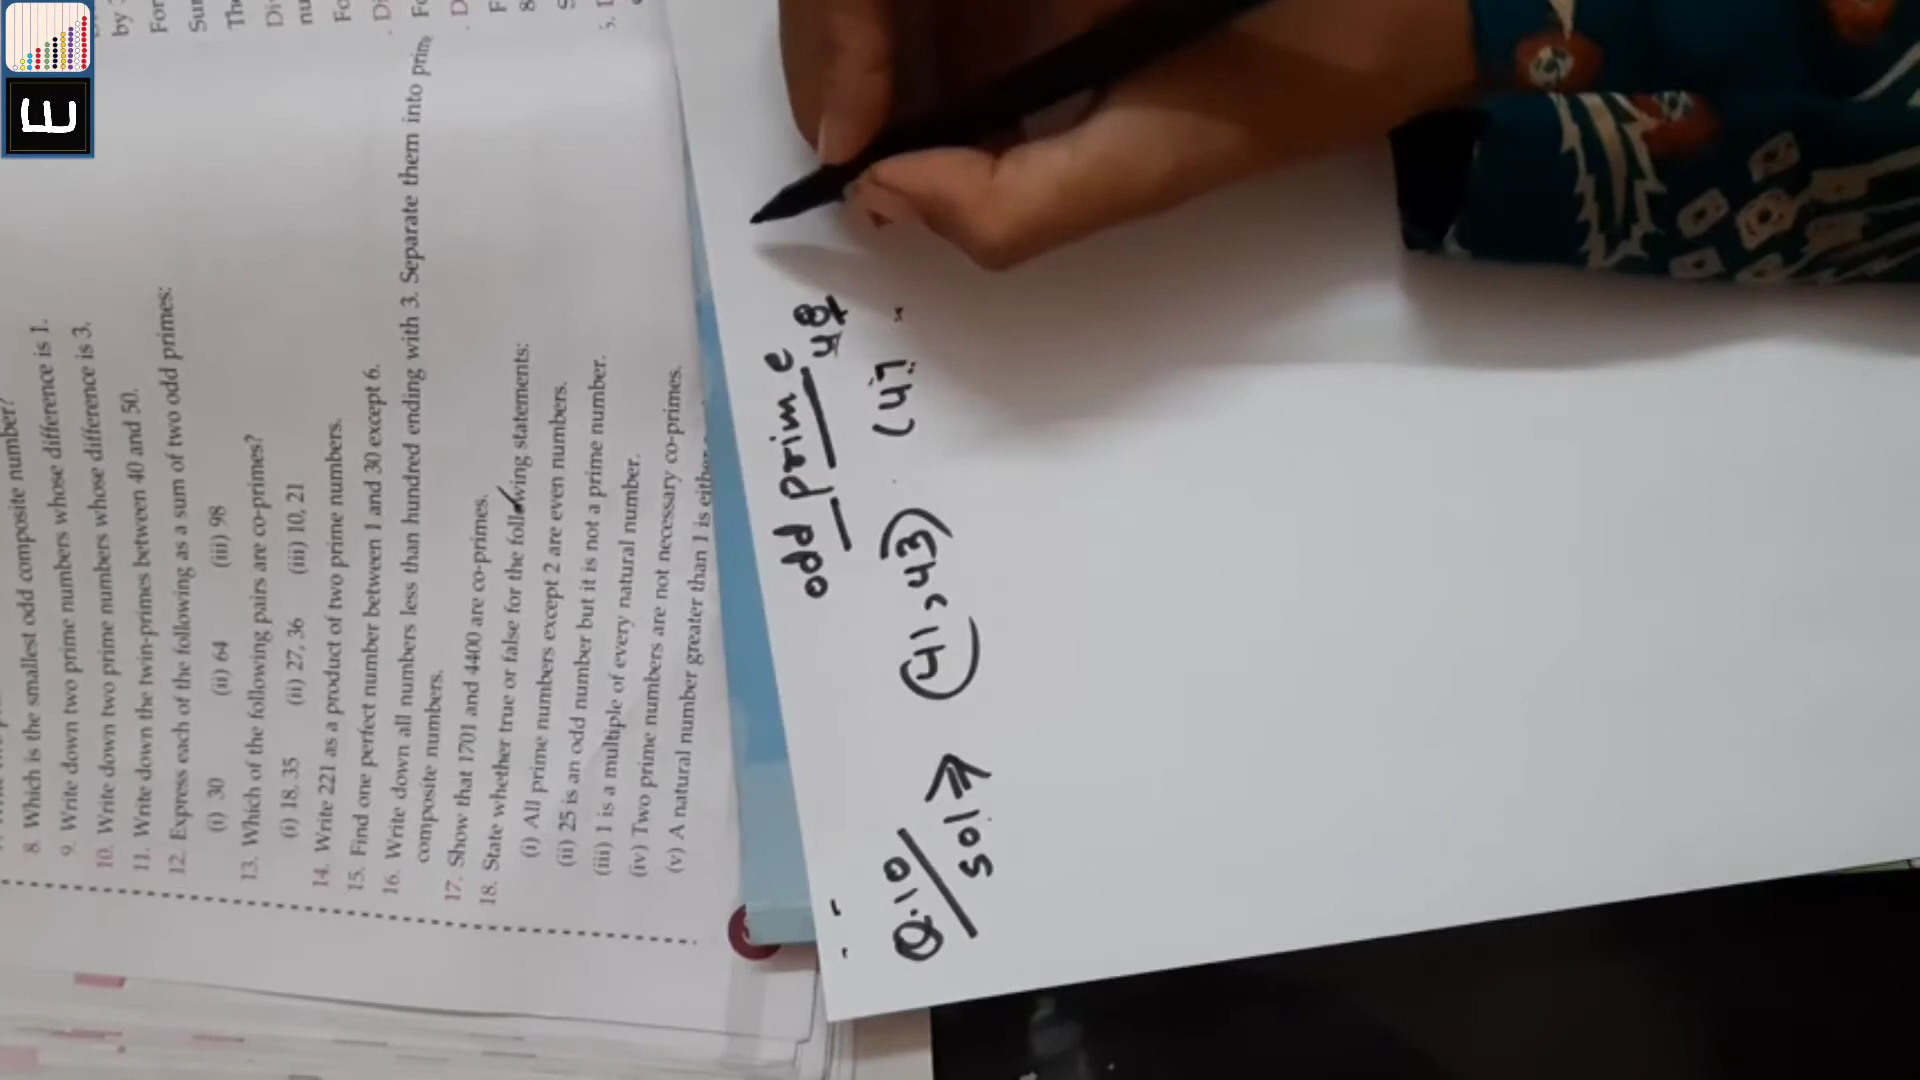 E
number?
8. Which is the smallest odd composite number?
9. Write down two prime numbers whose difference is 1.
10. Write down two prime numbers whose difference is 3.
11. Write down the twin-primes between 40 and 50.
12. Express each of the following as a sum of two odd primes:
(i) 30 (ii) 64 (iii) 98
13. Which of the following pairs are co-primes?
(i) 18, 35 (ii) 27, 36 (iii) 10, 21
14. Write 221 as a product of two prime numbers.
15. Find one perfect number between 1 and 30 except 6.
16. Write down all numbers less than hundred ending with 3. Separate them into prim
composite numbers.
17. Show that 1701 and 4400 are co-primes.
18. State whether true or false for the following statements:
(i) All prime numbers except 2 are even numbers.
(ii) 25 is an odd number but it is not a prime number.
(iii) 1 is a multiple of every natural number.
(iv) Two prime numbers are not necessary co-primes.
(v) A natural number greater than 1 is either
by
For
Sun
Th
Di
nu
Fo
odd prime
48
Q.10
Sol ⇒ (41, 43) (47